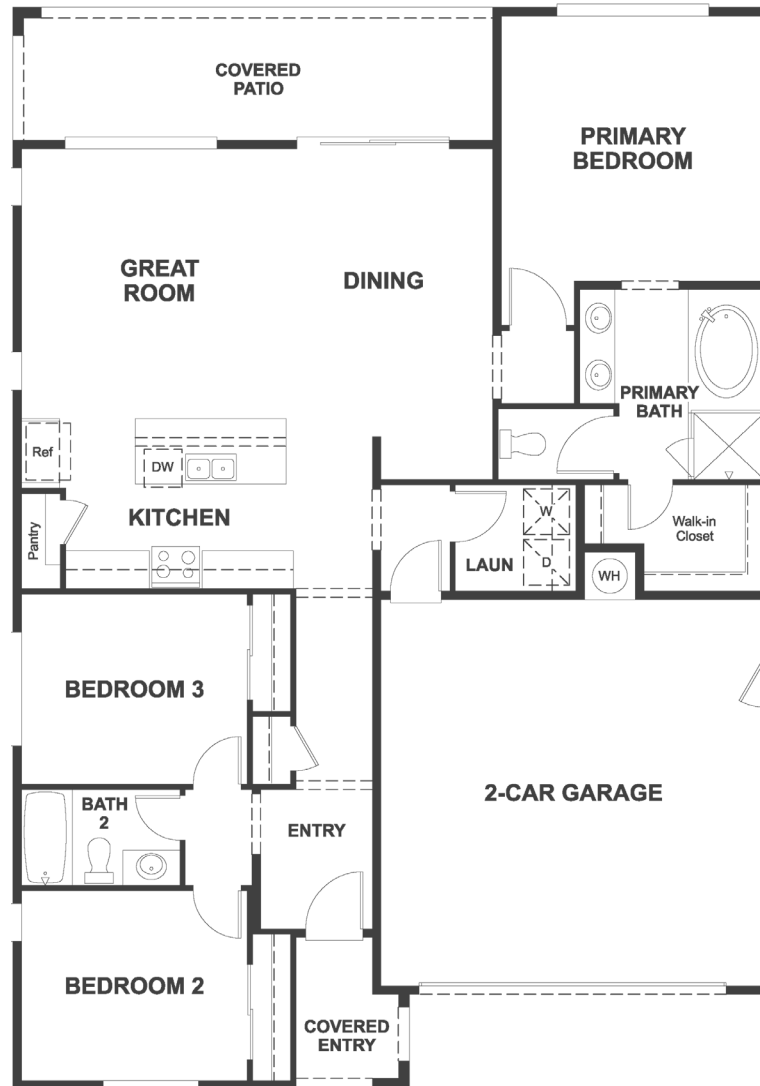 COVERED
PATIO
PRIMARY
BEDROOM
GREAT
ROOM
DINING
PRIMARY
BATH
Ref
DW
KITCHEN
Pantry
W
Walk-in
Closet
LAUN
D
WH
BEDROOM 3
2-CAR GARAGE
BATH
2
ENTRY
BEDROOM 2
COVERED
ENTRY